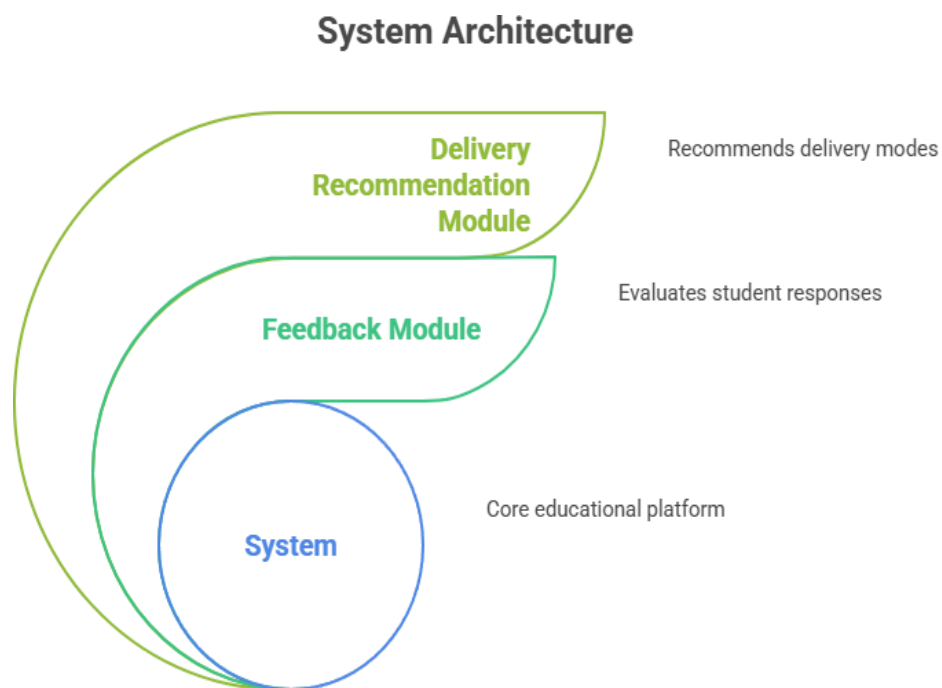 System Architecture
Delivery
Recommendation
Module
Recommends delivery modes
Feedback Module
Evaluates student responses
System
Core educational platform